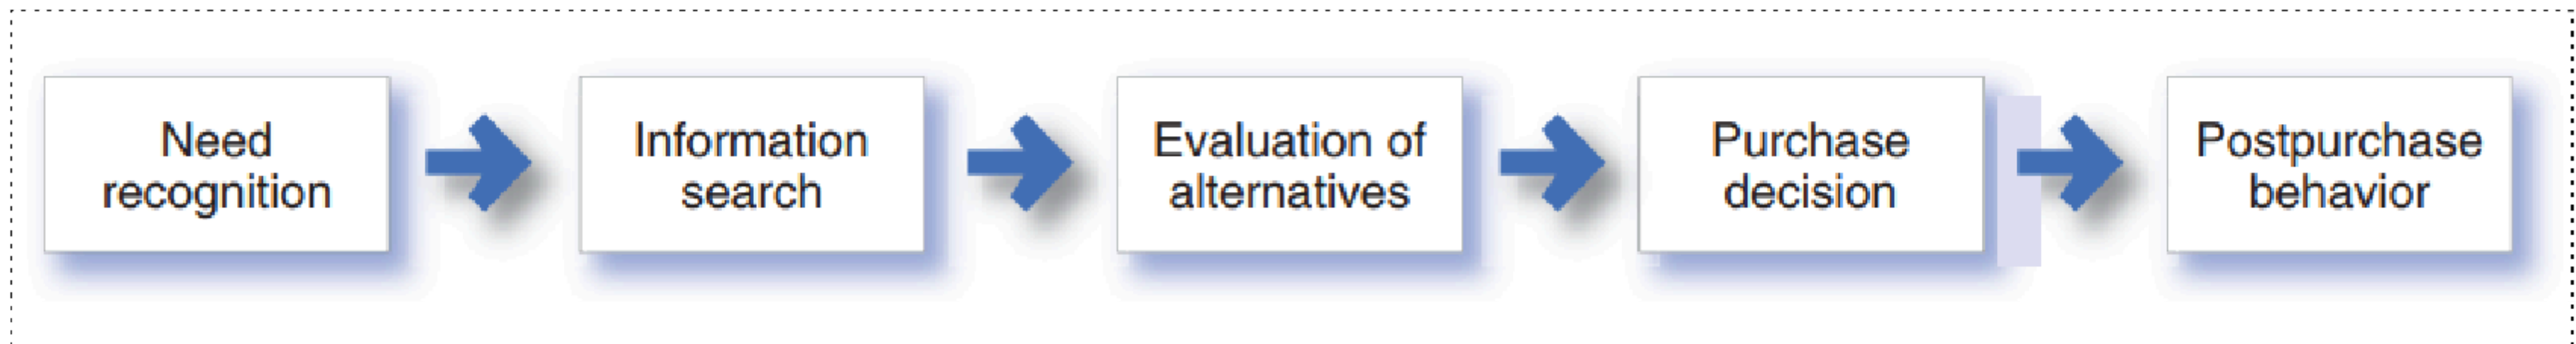 Need
recognition
Information
search
Evaluation of
alternatives
Purchase
decision
Postpurchase
behavior